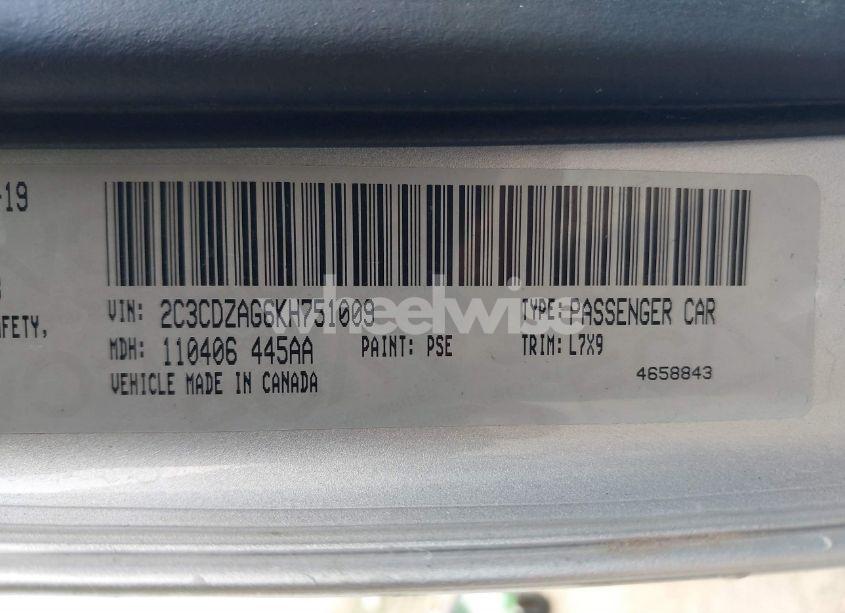 -19
AFETY,
VIN: 2C3CDZAG6KH751009
TYPE: PASSENGER CAR
MDH: 110406 445AA
PAINT: PSE
TRIM: L7X9
VEHICLE MADE IN CANADA
4658843
wheelwise